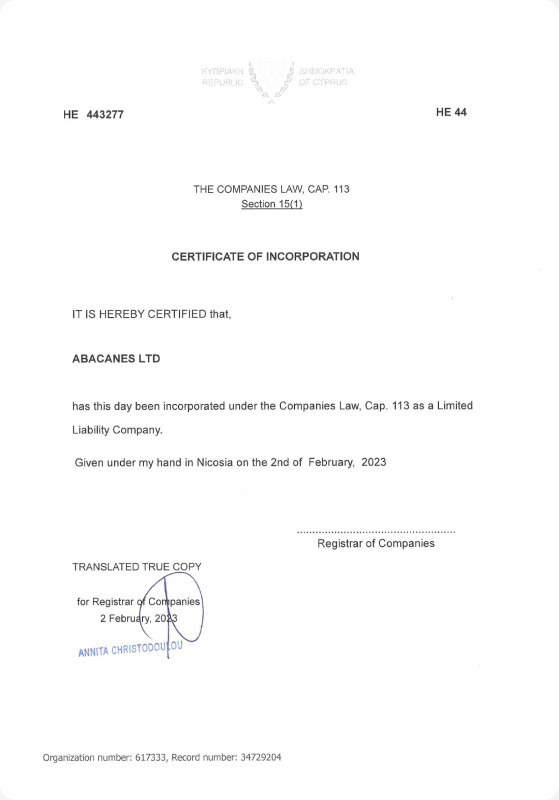 ΚΥΠΡΙΑΚΗ ΔΗΜΟΚΡΑΤΙΑ
REPUBLIC OF CYPRUS
HE 443277
HE 44
THE COMPANIES LAW, CAP. 113
Section 15(1)
CERTIFICATE OF INCORPORATION
IT IS HEREBY CERTIFIED that,
ABACANES LTD
has this day been incorporated under the Companies Law, Cap. 113 as a Limited
Liability Company.
Given under my hand in Nicosia on the 2nd of February, 2023
Registrar of Companies
TRANSLATED TRUE COPY
for Registrar of Companies
2 February, 2023
ANNITA CHRISTODOULOU
Organization number: 617333, Record number: 34729204